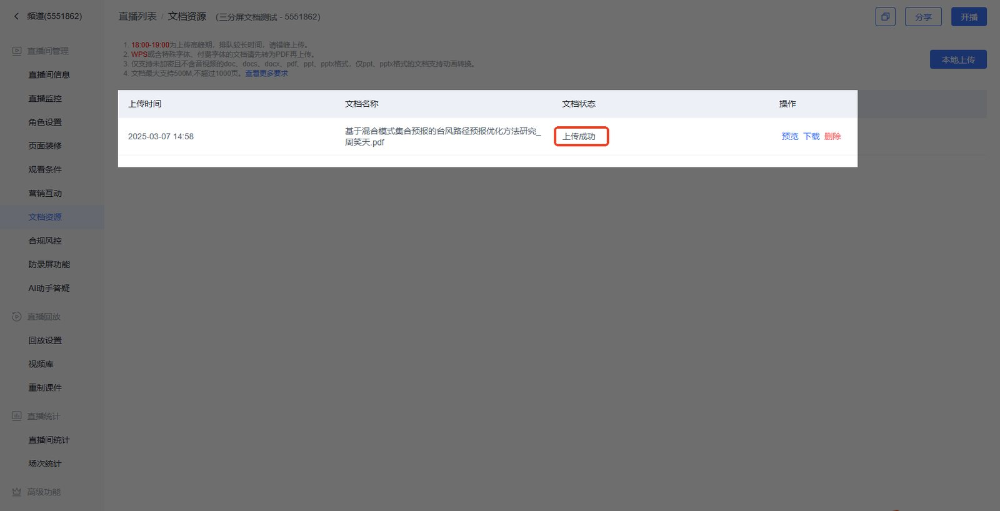 频道(5551862)
直播列表 / 文档资源 (三分屏文档测试 - 5551862)
分享
开播
1. 18:00-19:00为上传高峰期，排队较长时间，请错峰上传。
2. WPS或含特殊字体、付费字体的文档请先转为PDF再上传。
3. 仅支持未加密且不含音视频的doc、docs、docx、pdf、ppt、pptx格式，仅ppt、pptx格式的文档支持动画转换。
4. 文档最大支持500M,不超过1000页。查看更多要求
本地上传
直播间管理
直播间信息
直播监控
角色设置
页面装修
观看条件
营销互动
文档资源
合规风控
防录屏功能
AI助手答疑
直播回放
回放设置
视频库
重制课件
直播统计
直播间统计
场次统计
高级功能
上传时间 文档名称 文档状态 操作
2025-03-07 14:58
基于混合模式集合预报的台风路径预报优化方法研究_
周笑天.pdf
上传成功
预览 下载 删除